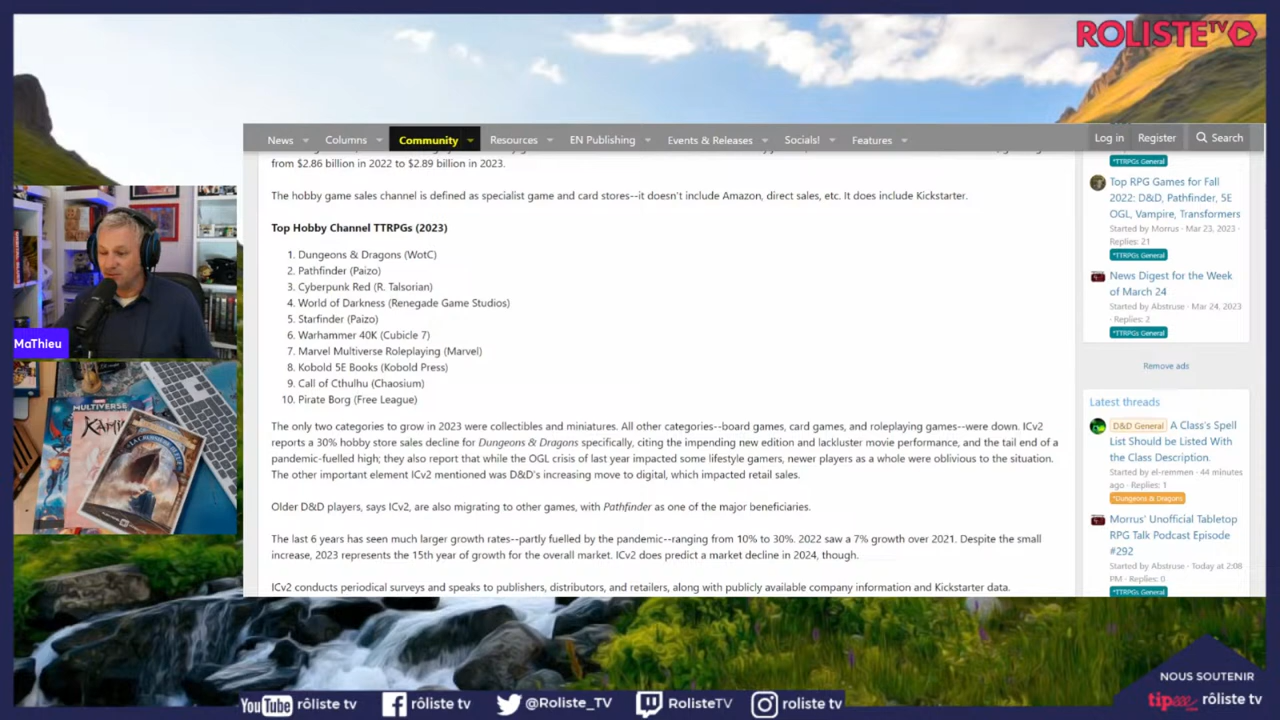 ROLISTE TV
News
Columns
Community
Resources
EN Publishing
Events & Releases
Socials!
Features
Log in
Register
Search
from $2.86 billion in 2022 to $2.89 billion in 2023.
The hobby game sales channel is defined as specialist game and card stores--it doesn't include Amazon, direct sales, etc. It does include Kickstarter.
Top Hobby Channel TTRPGs (2023)
1. Dungeons & Dragons (WotC)
2. Pathfinder (Paizo)
3. Cyberpunk Red (R. Talsorian)
4. World of Darkness (Renegade Game Studios)
5. Starfinder (Paizo)
6. Warhammer 40K (Cubicle 7)
7. Marvel Multiverse Roleplaying (Marvel)
8. Kobold 5E Books (Kobold Press)
9. Call of Cthulhu (Chaosium)
10. Pirate Borg (Free League)
The only two categories to grow in 2023 were collectibles and miniatures. All other categories--board games, card games, and roleplaying games--were down. ICv2
reports a 30% hobby store sales decline for Dungeons & Dragons specifically, citing the impending new edition and lackluster movie performance, and the tail end of a
pandemic-fuelled high; they also report that while the OGL crisis of last year impacted some lifestyle gamers, newer players as a whole were oblivious to the situation.
The other important element ICv2 mentioned was D&D's increasing move to digital, which impacted retail sales.
Older D&D players, says ICv2, are also migrating to other games, with Pathfinder as one of the major beneficiaries.
The last 6 years has seen much larger growth rates--partly fuelled by the pandemic--ranging from 10% to 30%. 2022 saw a 7% growth over 2021. Despite the small
increase, 2023 represents the 15th year of growth for the overall market. ICv2 does predict a market decline in 2024, though.
ICv2 conducts periodical surveys and speaks to publishers, distributors, and retailers, along with publicly available company information and Kickstarter data.
*TTRPGs General
Top RPG Games for Fall
2022: D&D, Pathfinder, 5E
OGL, Vampire, Transformers
Started by Morrus · Mar 23, 2023 ·
Replies: 21
*TTRPGs General
News Digest for the Week
of March 24
Started by Abstruse · Mar 24, 2023
· Replies: 2
*TTRPGs General
Remove ads
Latest threads
D&D General A Class's Spell
List Should be Listed With
the Class Description.
Started by el-remmen · 44 minutes
ago · Replies: 1
*Dungeons & Dragons
Morrus' Unofficial Tabletop
RPG Talk Podcast Episode
#292
Started by Abstruse · Today at 2:08
PM · Replies: 0
*TTRPGs General
MaThieu
MULTIVERSE
NOUS SOUTENIR
tipeee rôliste tv
YouTube rôliste tv
rôliste tv
@Roliste_TV
RolisteTV
rôliste tv